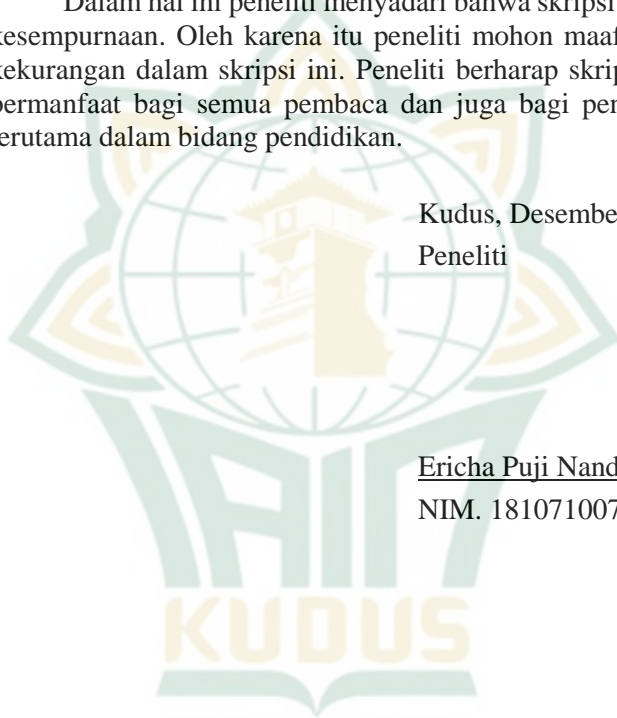 Dalam hal ini peneliti menyadari bahwa skripsi
kesempurnaan. Oleh karena itu peneliti mohon maaf
kekurangan dalam skripsi ini. Peneliti berharap skrip
bermanfaat bagi semua pembaca dan juga bagi pen
terutama dalam bidang pendidikan.
Kudus, Desembe
Peneliti
Ericha Puji Nand
NIM. 181071007
IAIN
KUDUS